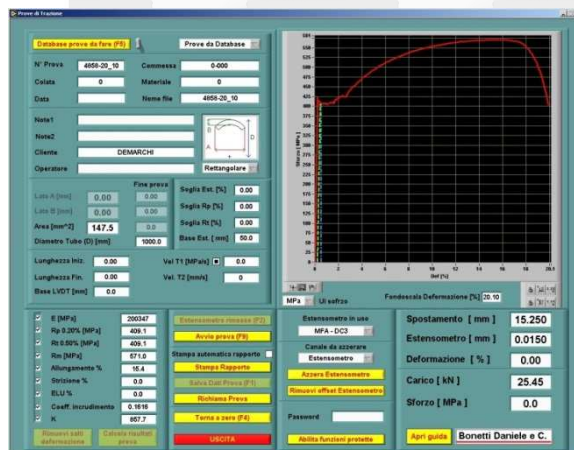 Prove di Trazione
Database prove da fare (F5)
Prove da Database
N° Prova 4858-20_10 Commessa 0-000
Colata 0 Materiale 0
Data Nome file 4858-20_10
Note1
Note2
Cliente DEMARCHI
Operatore Rettangolare
B
D
A
Fine prova
Lato A [mm] 0.00 0.00
Lato B [mm] 0.00 0.00
Area [mm^2] 147.5 0.0
Diametro Tubo (D) [mm] 1000.0
Soglia Est. [%] 0.00
Soglia Rp [%] 0.00
Soglia Rt [%] 0.00
Base Est. [mm] 50.0
Lunghezza Iniz. 0.00 Vel T1 [MPa/s] 0.0
Lunghezza Fin. 0.00 Vel. T2 [mm/s] 0
Base LVDT [mm] 0.0
Sforzo [ MPa ]
Def [%]
MPa Ul sofrzo Fondescala Deformazione [%] 20.10
E [MPa] 200347
Rp 0.20% [MPa] 409.1
Rt 0.50% [MPa] 409.1
Rm [MPa] 571.0
Allungamento % 15.4
Strizione % 0.0
ELU % 0.0
Coeff. incrudimento 0.1616
K 857.7
Rimuovi salti deformazione
Calcola risultati prova
Estensometro rimosso (F2)
Avvia prova (F9)
Stampa automatica rapporto
Stampa Rapporto
Salva Dati Prova (F1)
Richiama Prova
Torna a zero (F4)
USCITA
Estensometro in uso
MFA - DC3
Canale da azzerare
Estensometro
Azzera Estensometro
Rimuovi offset Estensometro
Password
Abilita funzioni protette
Spostamento [ mm ] 15.250
Estensometro [ mm ] 0.0150
Deformazione [ % ] 0.00
Carico [ kN ] 25.45
Sforzo [ MPa ] 0.0
Apri guida Bonetti Daniele e C.